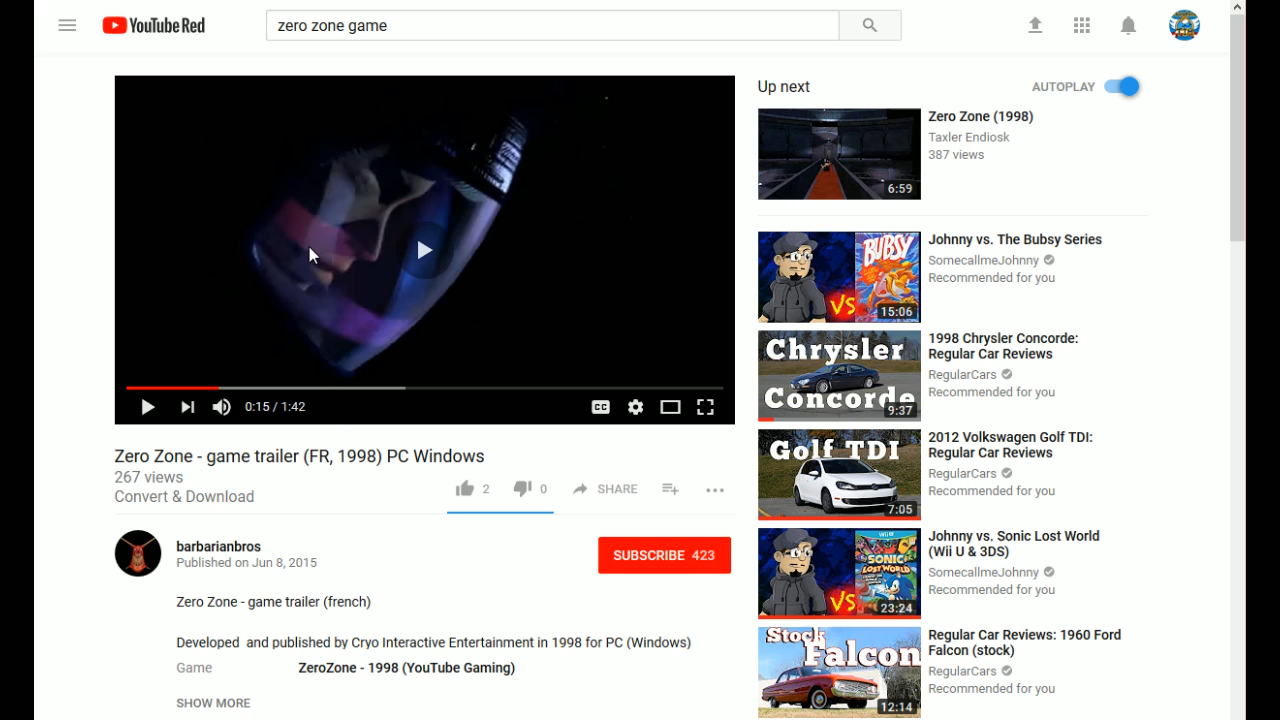 YouTube Red
zero zone game
Up next
AUTOPLAY
Zero Zone (1998)
Taxler Endiosk
387 views
6:59
BUBSY
VS
15:06
Johnny vs. The Bubsy Series
SomecallmeJohnny
Recommended for you
Chrysler
Concorde
9:37
1998 Chrysler Concorde:
Regular Car Reviews
RegularCars
Recommended for you
CC
0:15 / 1:42
Golf TDI
7:05
2012 Volkswagen Golf TDI:
Regular Car Reviews
RegularCars
Recommended for you
Zero Zone - game trailer (FR, 1998) PC Windows
267 views
Convert & Download
2
0
SHARE
Wii U
SONIC
LOST WORLD
VS
23:24
Johnny vs. Sonic Lost World
(Wii U & 3DS)
SomecallmeJohnny
Recommended for you
barbarianbros
Published on Jun 8, 2015
SUBSCRIBE 423
Zero Zone - game trailer (french)
Developed and published by Cryo Interactive Entertainment in 1998 for PC (Windows)
Game
ZeroZone - 1998 (YouTube Gaming)
SHOW MORE
Stock
Falcon
12:14
Regular Car Reviews: 1960 Ford
Falcon (stock)
RegularCars
Recommended for you